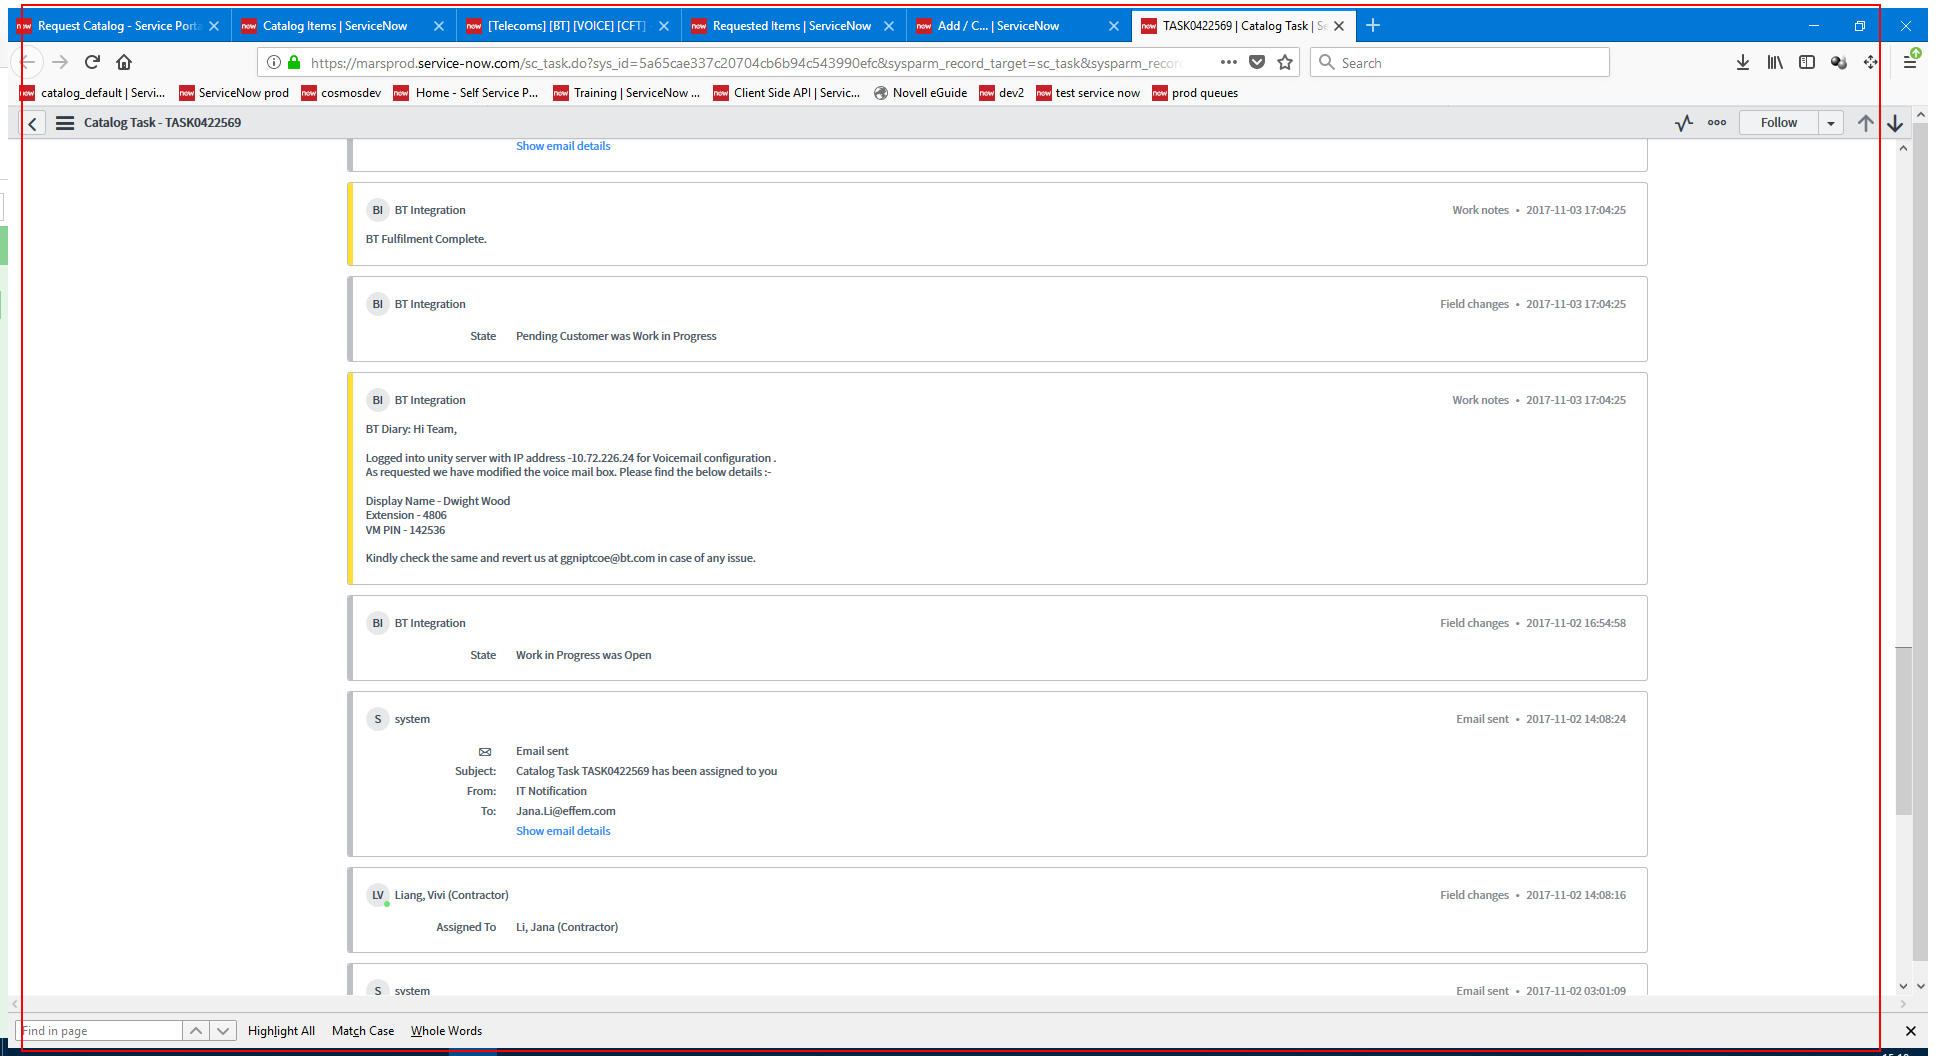 Request Catalog - Service Porta
Catalog Items | ServiceNow
[Telecoms] [BT] [VOICE] [CFT]
Requested Items | ServiceNow
Add / C... | ServiceNow
TASK0422569 | Catalog Task | Se
https://marsprod.service-now.com/sc_task.do?sys_id=5a65cae337c20704cb6b94c543990efc&sysparm_record_target=sc_task&sysparm_recor
Search
catalog_default | Servi...
ServiceNow prod
cosmosdev
Home - Self Service P...
Training | ServiceNow ...
Client Side API | Servic...
Novell eGuide
dev2
test service now
prod queues
Catalog Task - TASK0422569
Follow
Show email details
BI BT Integration
Work notes • 2017-11-03 17:04:25
BT Fulfilment Complete.
BI BT Integration
Field changes • 2017-11-03 17:04:25
State Pending Customer was Work in Progress
BI BT Integration
Work notes • 2017-11-03 17:04:25
BT Diary: Hi Team,
Logged into unity server with IP address -10.72.226.24 for Voicemail configuration .
As requested we have modified the voice mail box. Please find the below details :-
Display Name - Dwight Wood
Extension - 4806
VM PIN - 142536
Kindly check the same and revert us at ggniptcoe@bt.com in case of any issue.
BI BT Integration
Field changes • 2017-11-02 16:54:58
State Work in Progress was Open
S system
Email sent • 2017-11-02 14:08:24
Email sent
Subject: Catalog Task TASK0422569 has been assigned to you
From: IT Notification
To: Jana.Li@effem.com
Show email details
LV Liang, Vivi (Contractor)
Field changes • 2017-11-02 14:08:16
Assigned To Li, Jana (Contractor)
S system
Email sent • 2017-11-02 03:01:09
Find in page
Highlight All
Match Case
Whole Words